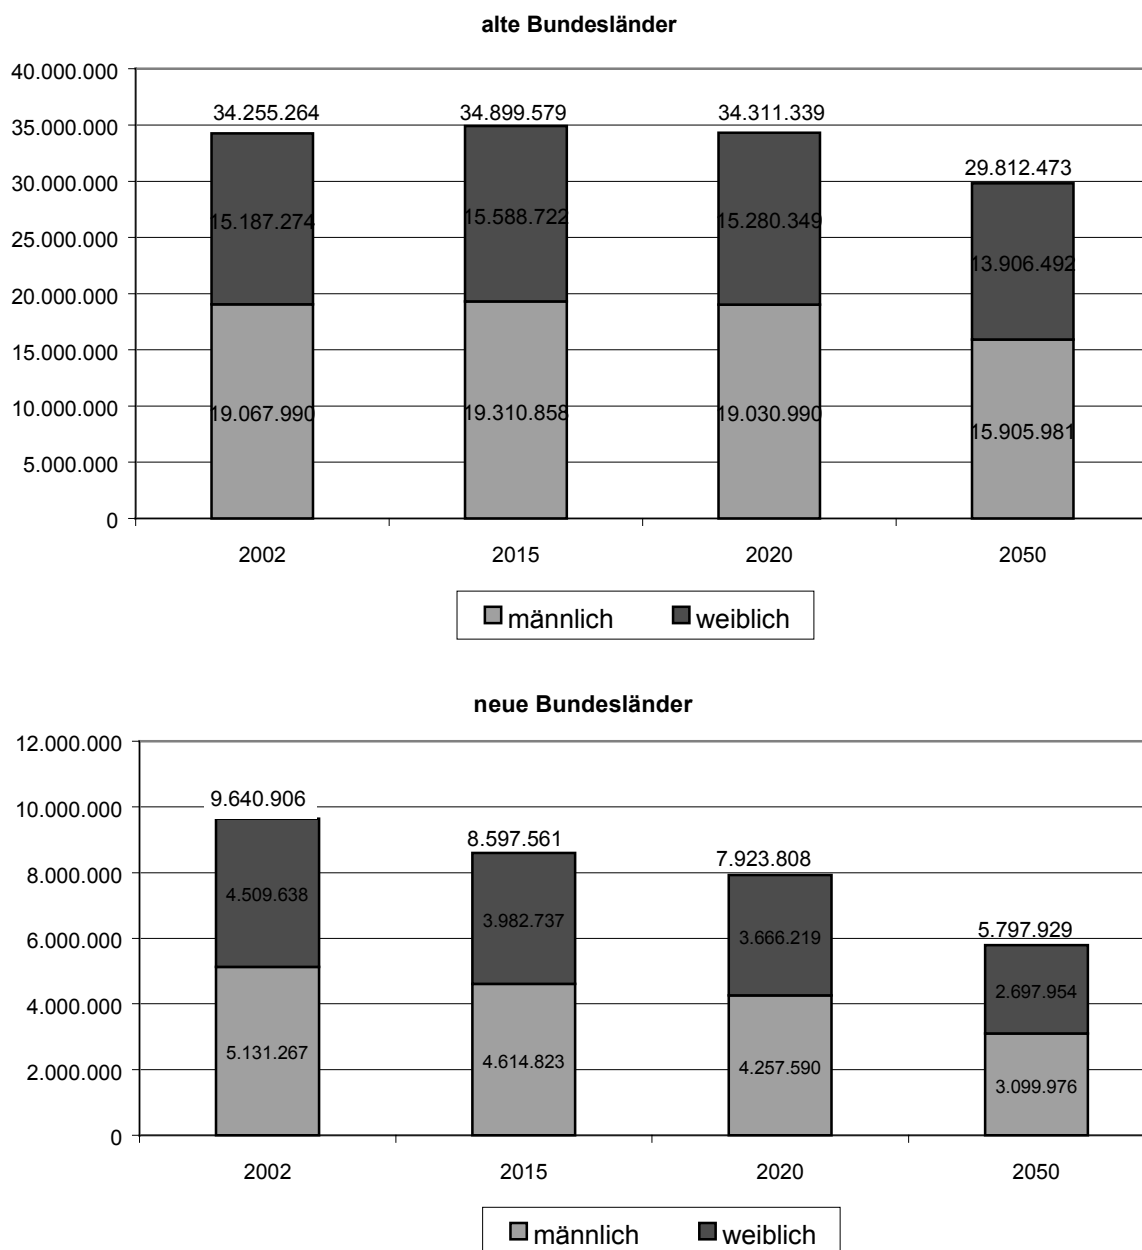 alte Bundesländer
40.000.000
35.000.000
30.000.000
25.000.000
20.000.000
15.000.000
10.000.000
5.000.000
0
34.255.264 34.899.579 34.311.339 29.812.473
15.187.274 15.588.722 15.280.349 13.906.492
19.067.990 19.310.858 19.030.990 15.905.981
2002 2015 2020 2050
männlich weiblich
neue Bundesländer
12.000.000
10.000.000
8.000.000
6.000.000
4.000.000
2.000.000
0
9.640.906 8.597.561 7.923.808 5.797.929
4.509.638 3.982.737 3.666.219 2.697.954
5.131.267 4.614.823 4.257.590 3.099.976
2002 2015 2020 2050
männlich weiblich